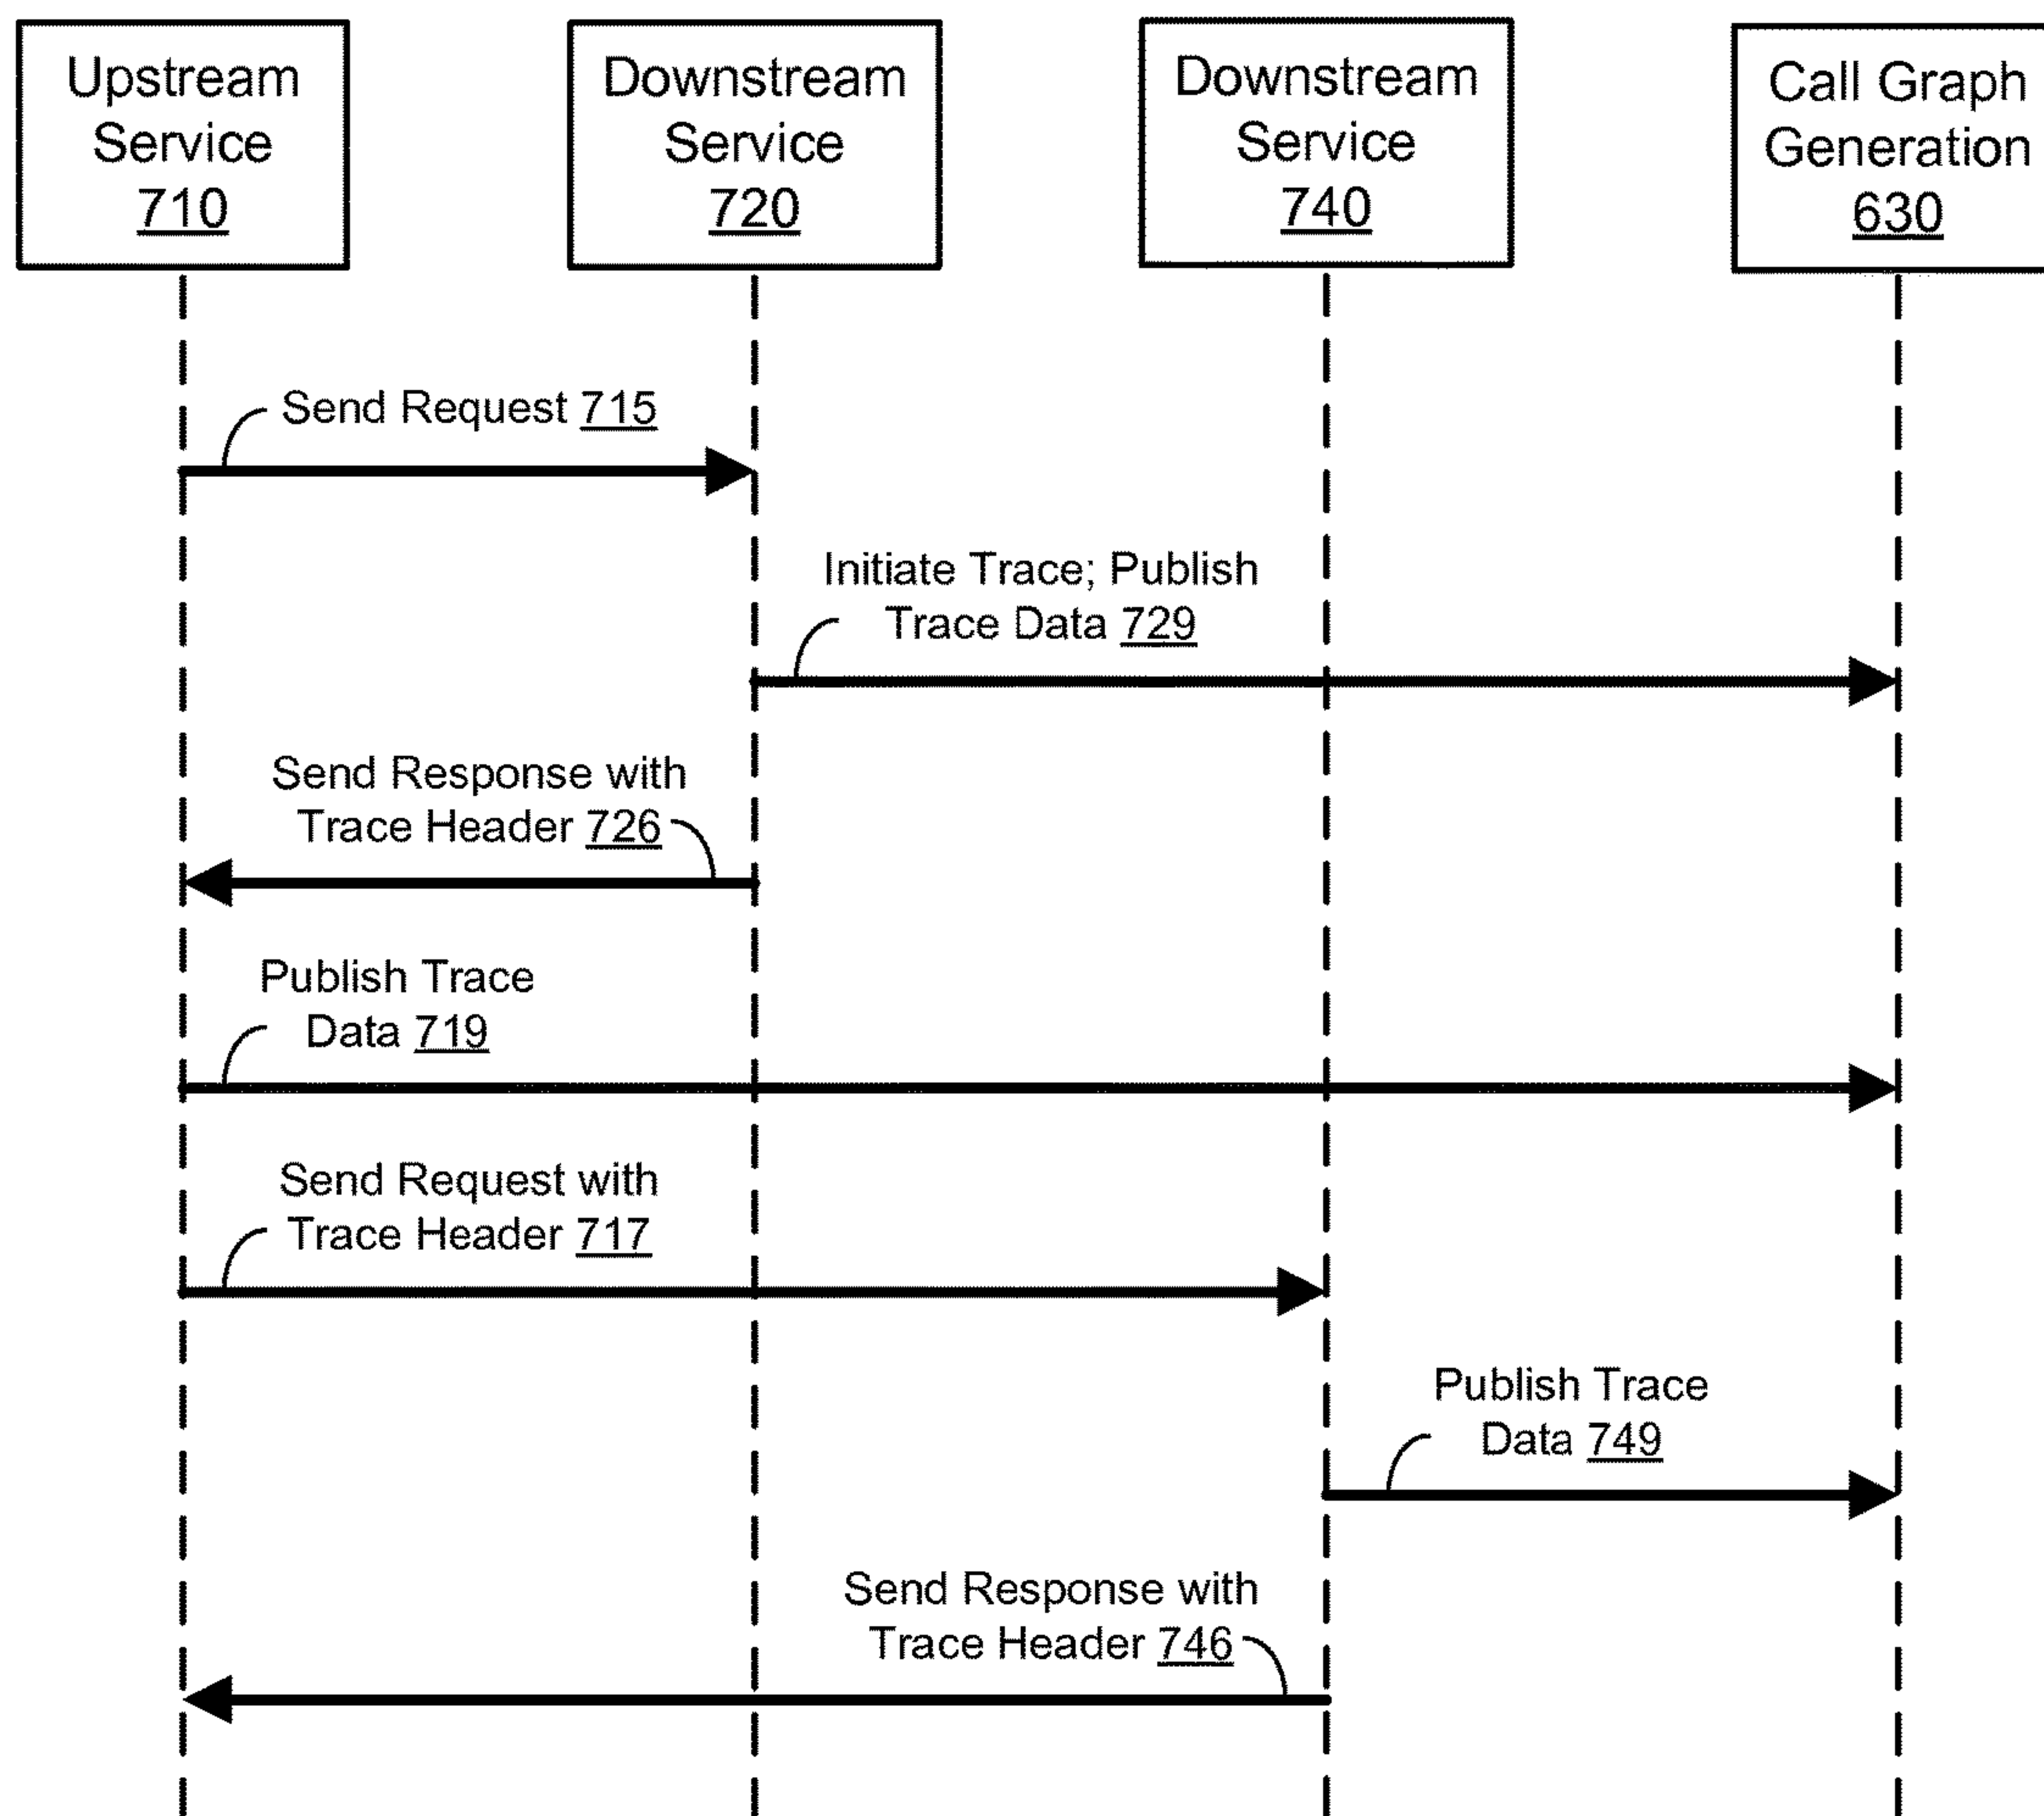 Upstream
Service
710
Downstream
Service
720
Downstream
Service
740
Call Graph
Generation
630
Send Request 715
Initiate Trace; Publish
Trace Data 729
Send Response with
Trace Header 726
Publish Trace
Data 719
Send Request with
Trace Header 717
Publish Trace
Data 749
Send Response with
Trace Header 746